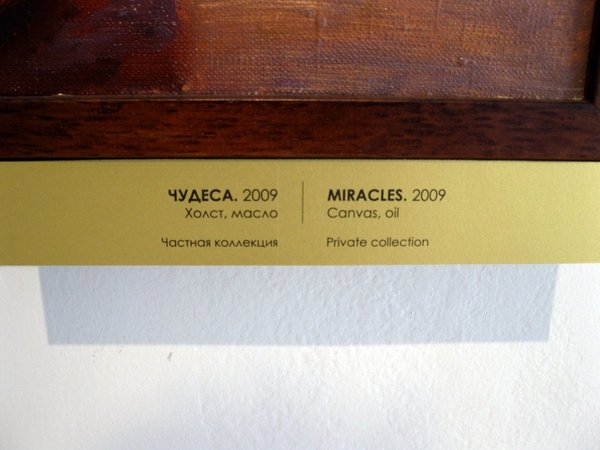 ЧУДЕСА. 2009
Холст, масло
Частная коллекция
MIRACLES. 2009
Canvas, oil
Private collection